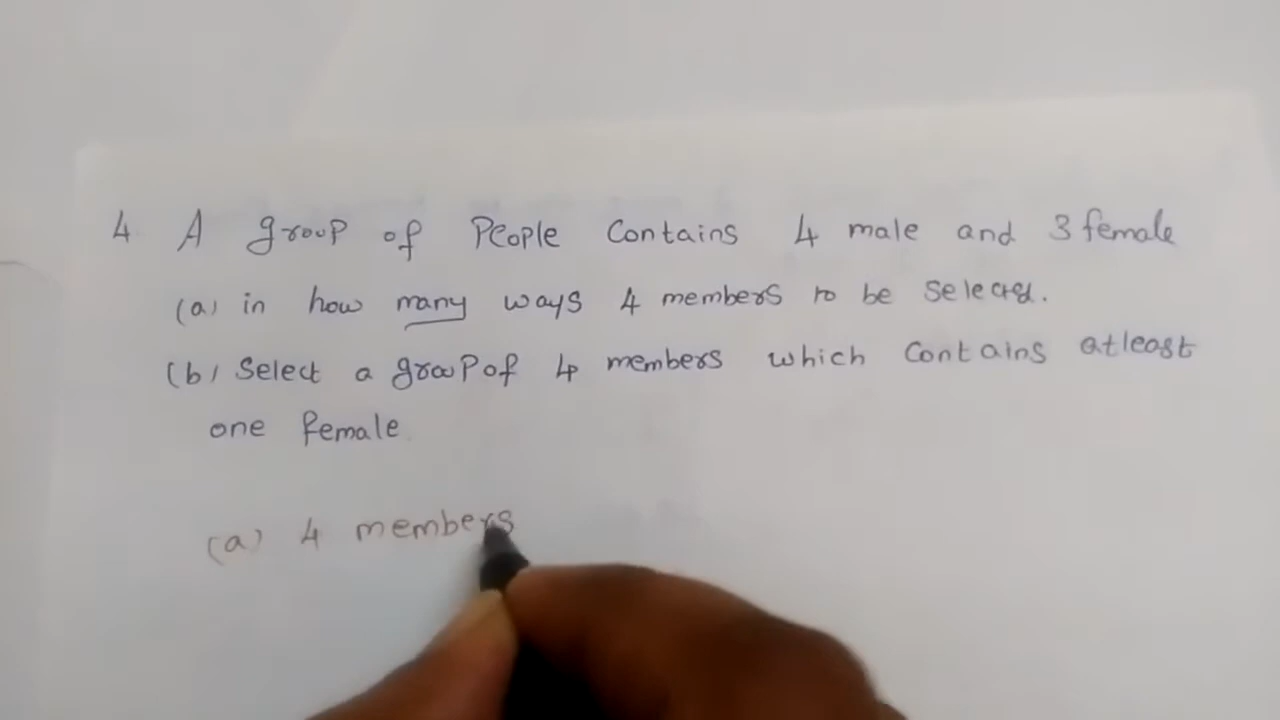 4 A group of People Contains 4 male and 3 female
(a) in how many ways 4 members to be selected.
(b) Select a group of 4 members which Contains atleast
one female
(a) 4 members